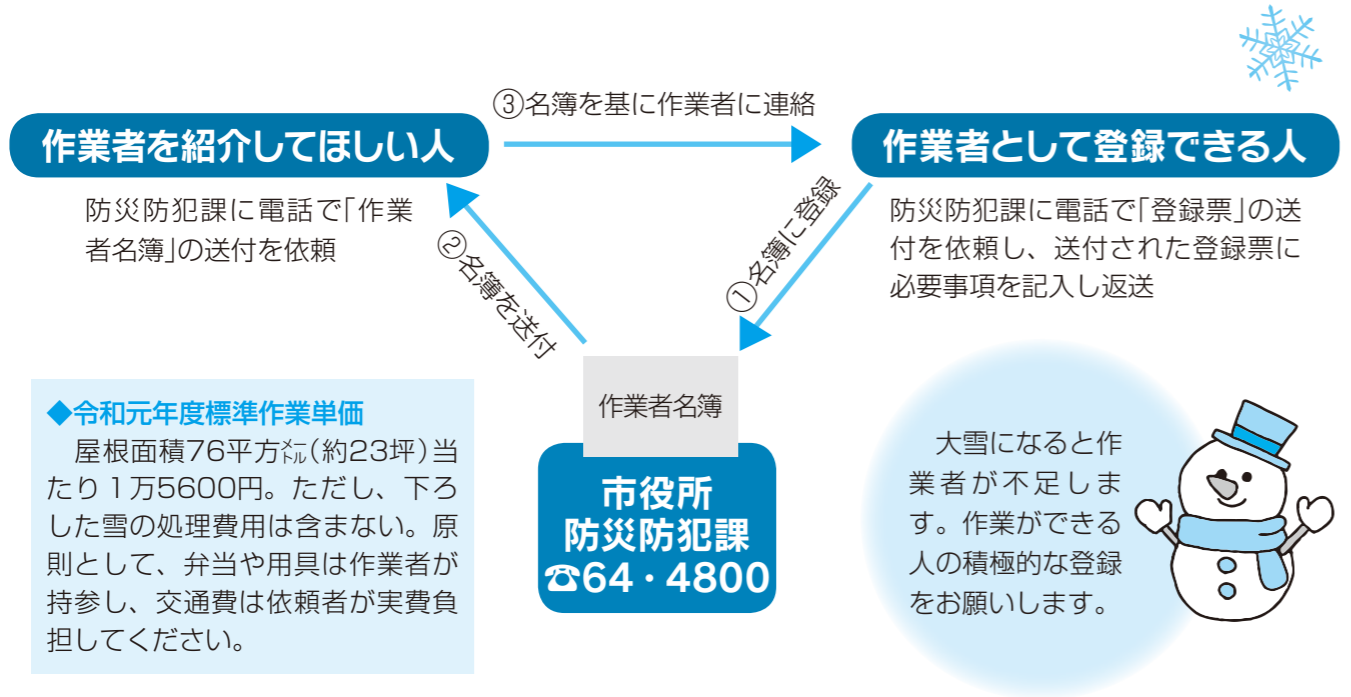 ③名簿を基に作業者に連絡
作業者を紹介してほしい人
作業者として登録できる人
防災防犯課に電話で｢作業
者名簿｣の送付を依頼
②名簿を送付
①名簿に登録
防災防犯課に電話で｢登録票｣の送
付を依頼し、送付された登録票に
必要事項を記入し返送
作業者名簿
市役所
防災防犯課
☎64・4800
◆令和元年度標準作業単価
屋根面積76平方㍍(約23坪)当
たり１万5600円。ただし、下ろ
した雪の処理費用は含まない。原
則として、弁当や用具は作業者が
持参し、交通費は依頼者が実費負
担してください。
大雪になると作
業者が不足しま
す。作業ができる
人の積極的な登録
をお願いします。